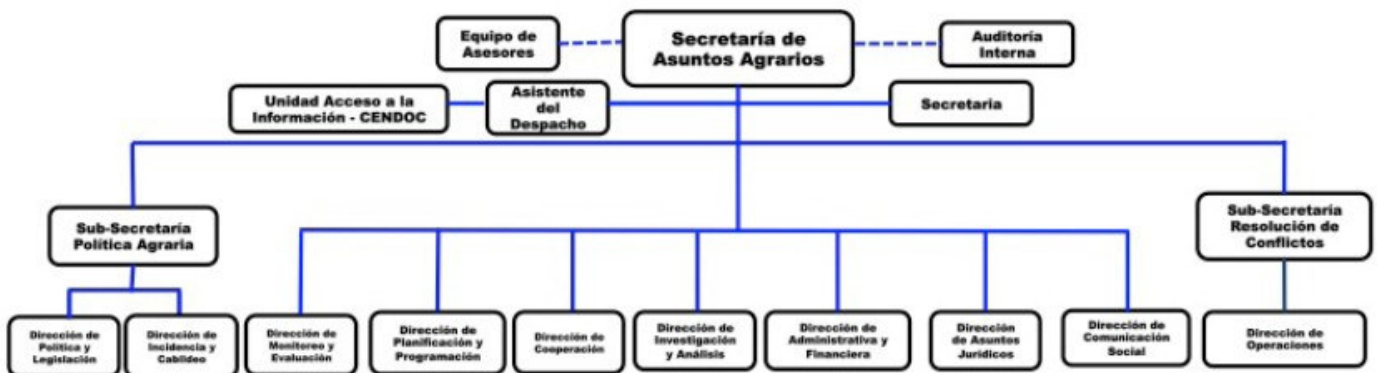 Equipo de
Asesores
Secretaría de
Asuntos Agrarios
Auditoría
Interna
Unidad Acceso a la
Información - CENDOC
Asistente
del
Despacho
Secretaria
Sub-Secretaría
Política Agraria
Sub-Secretaría
Resolución de
Conflictos
Dirección de
Política y
Legislación
Dirección de
Incidencia y
Cabildeo
Dirección de
Monitoreo y
Evaluación
Dirección de
Planificación y
Programación
Dirección de
Cooperación
Dirección de
Investigación
y Análisis
Dirección de
Administrativa y
Financiera
Dirección
de Asuntos
Jurídicos
Dirección de
Comunicación
Social
Dirección de
Operaciones